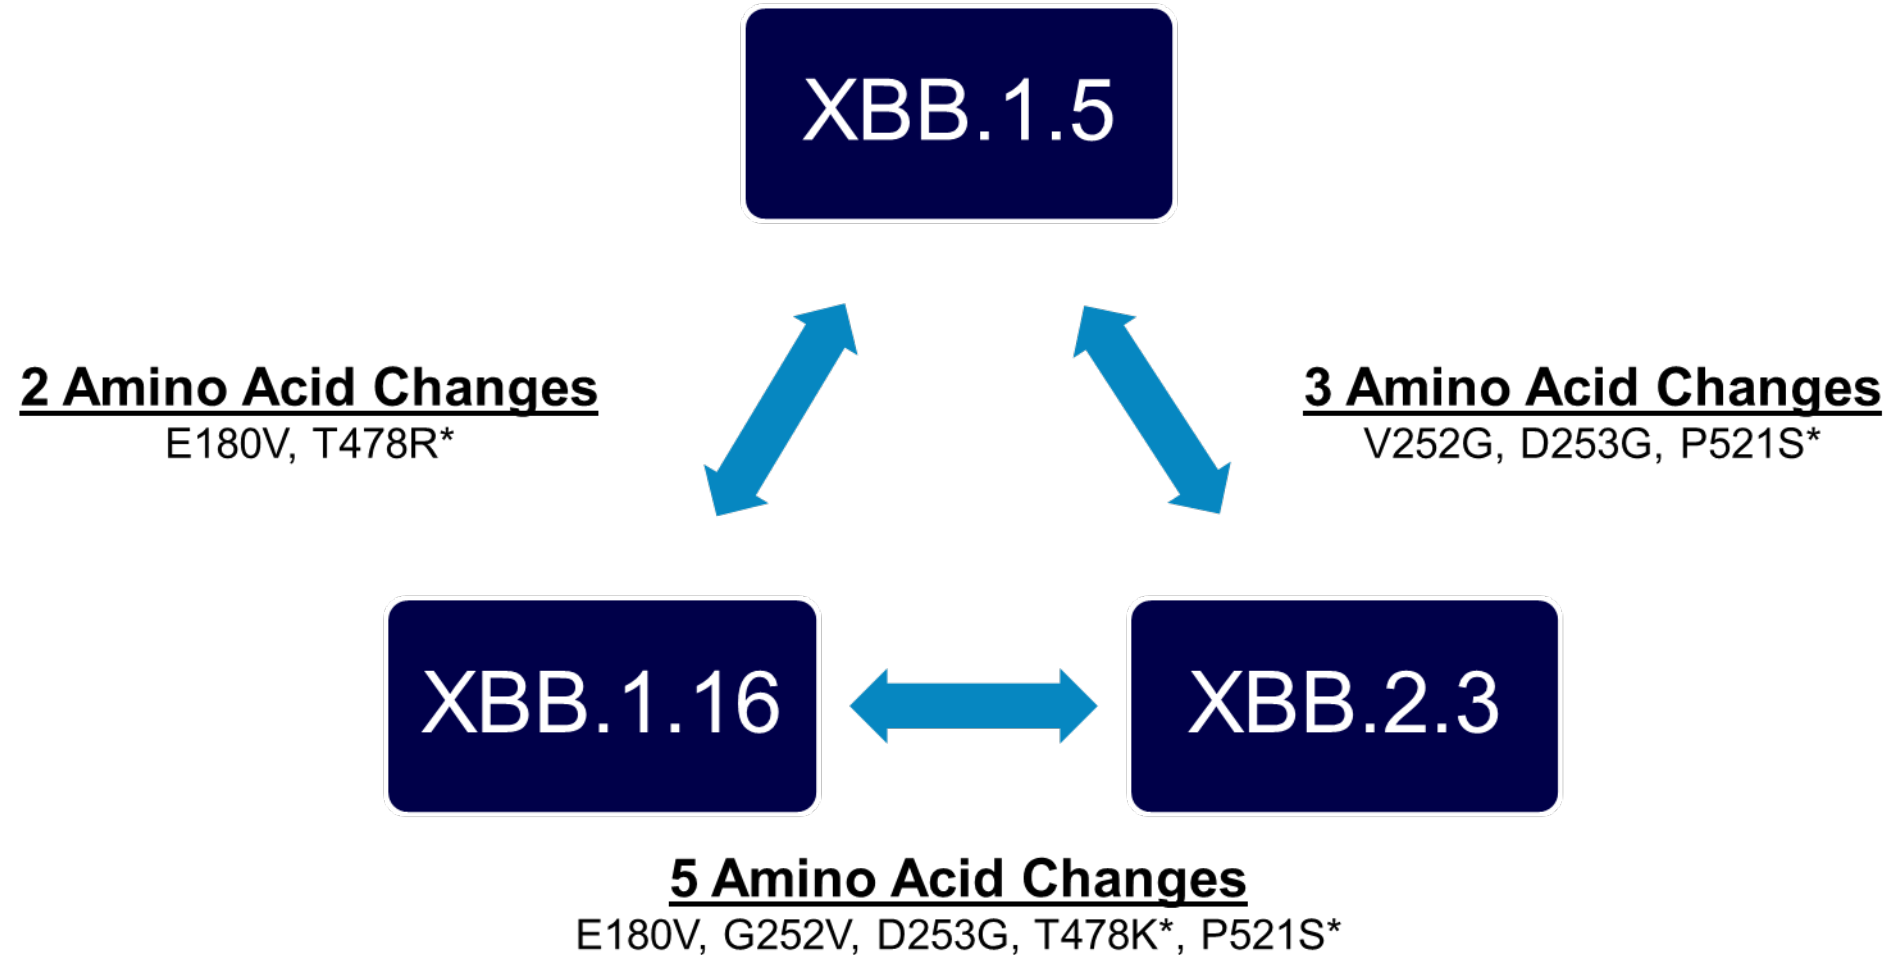 XBB.1.5
2 Amino Acid Changes
E180V, T478R*
3 Amino Acid Changes
V252G, D253G, P521S*
XBB.1.16
XBB.2.3
5 Amino Acid Changes
E180V, G252V, D253G, T478K*, P521S*